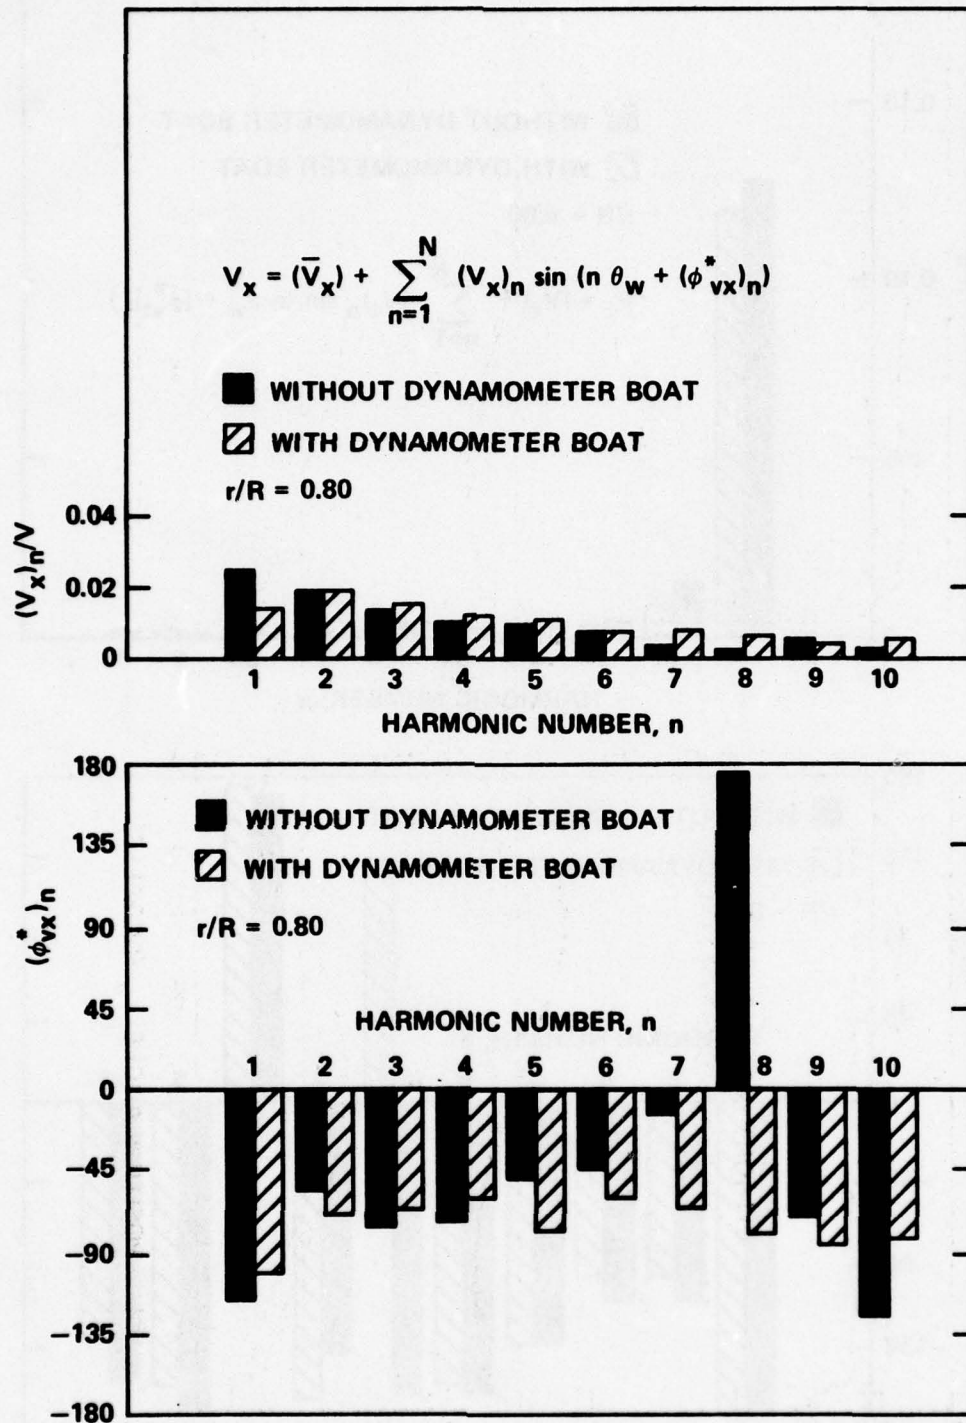 V_x = (V̄_x) + N∑n=1 (V_x)_n sin (n θ_w + (ϕ*_vx)_n)
WITHOUT DYNAMOMETER BOAT
WITH DYNAMOMETER BOAT
r/R = 0.80
(V_x)_n/V
0.04
0.02
0
1 2 3 4 5 6 7 8 9 10
HARMONIC NUMBER, n
180
WITHOUT DYNAMOMETER BOAT
135
WITH DYNAMOMETER BOAT
r/R = 0.80
90
(ϕ*_vx)_n
45
HARMONIC NUMBER, n
1 2 3 4 5 6 7 8 9 10
0
−45
−90
−135
−180